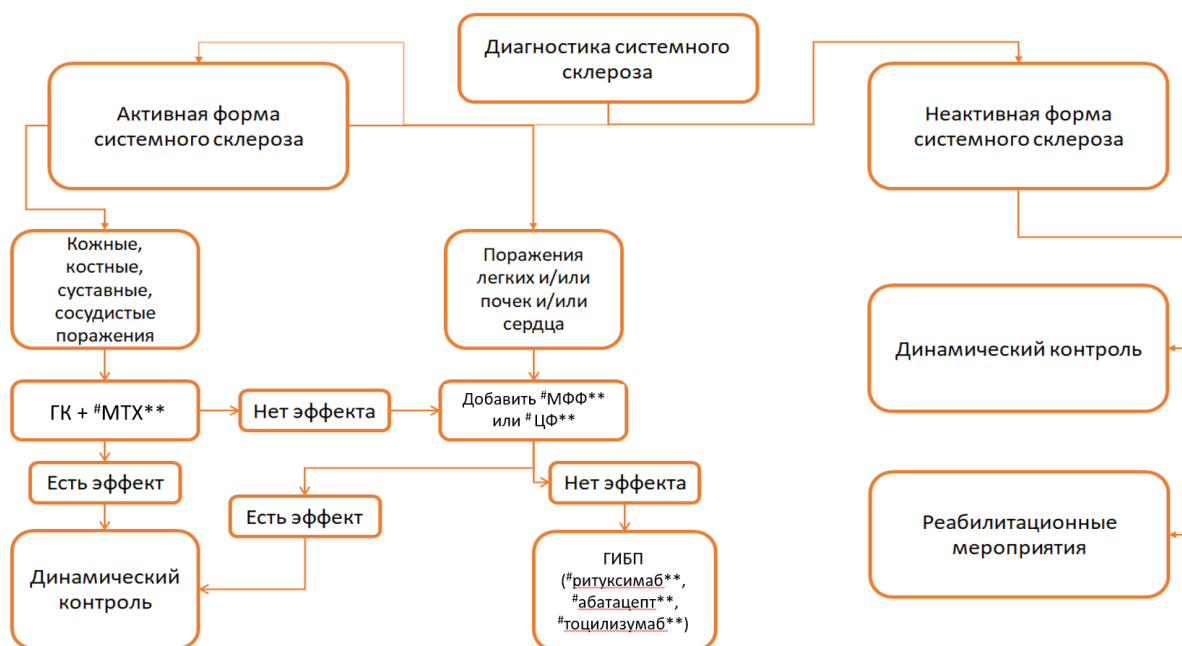 Диагностика системного
склероза
Активная форма
системного склероза
Неактивная форма
системного склероза
Кожные,
костные,
суставные,
сосудистые
поражения
Поражения
легких и/или
почек и/или
сердца
Динамический контроль
ГК + #МТХ**
Нет эффекта
Добавить #МФФ**
или #ЦФ**
Есть эффект
Есть эффект
Нет эффекта
Реабилитационные
мероприятия
Динамический
контроль
ГИБП
(#ритуксимаб**,
#абатацепт**,
#тоцилизумаб**)